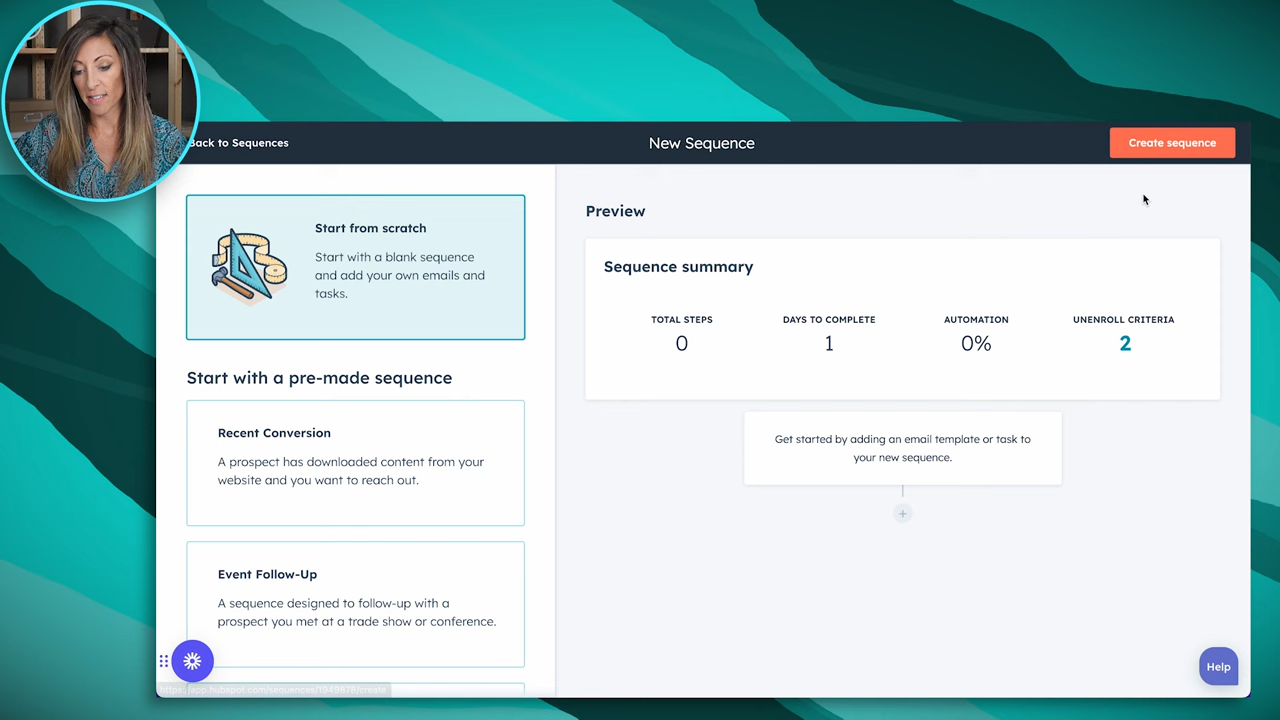 Back to Sequences
New Sequence
Create sequence
Start from scratch
Start with a blank sequence
and add your own emails and
tasks.
Start with a pre-made sequence
Recent Conversion
A prospect has downloaded content from your
website and you want to reach out.
Event Follow-Up
A sequence designed to follow-up with a
prospect you met at a trade show or conference.
Preview
Sequence summary
TOTAL STEPS
0
DAYS TO COMPLETE
1
AUTOMATION
0%
UNENROLL CRITERIA
2
Get started by adding an email template or task to
your new sequence.
Help